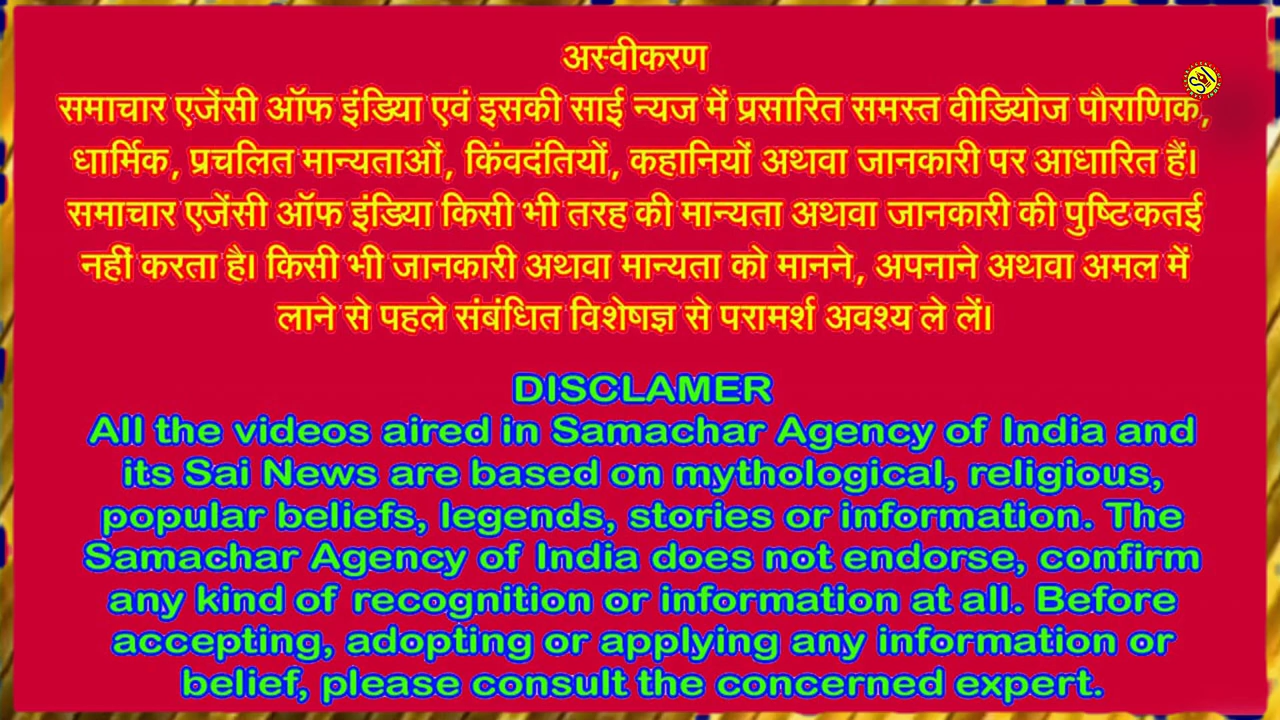 अस्वीकरण
समाचार एजेंसी ऑफ इंडिया एवं इसकी साई न्यज में प्रसारित समस्त वीडियोज पौराणिक,
धार्मिक, प्रचलित मान्यताओं, किंवदंतियों, कहानियों अथवा जानकारी पर आधारित हैं।
समाचार एजेंसी ऑफ इंडिया किसी भी तरह की मान्यता अथवा जानकारी की पुष्टि कतई
नहीं करता है। किसी भी जानकारी अथवा मान्यता को मानने, अपनाने अथवा अमल में
लाने से पहले संबंधित विशेषज्ञ से परामर्श अवश्य ले लें।
DISCLAMER
All the videos aired in Samachar Agency of India and
its Sai News are based on mythological, religious,
popular beliefs, legends, stories or information. The
Samachar Agency of India does not endorse, confirm
any kind of recognition or information at all. Before
accepting, adopting or applying any information or
belief, please consult the concerned expert.